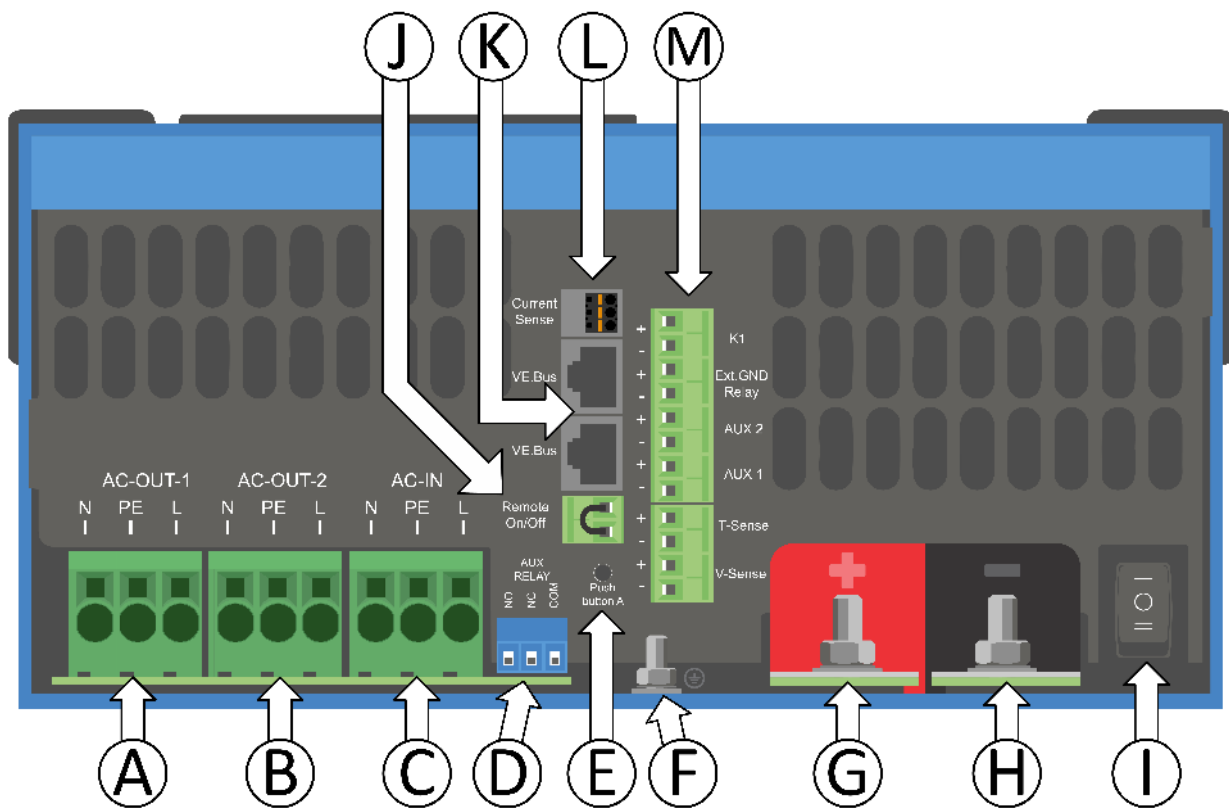 J K L M
Current
Sense
VE.Bus
VE.Bus
Remote
On/Off
+ K1
-
+ Ext.GND
- Relay
+ AUX 2
-
+ AUX 1
-
+ T-Sense
-
+ V-Sense
-
AC-OUT-1 AC-OUT-2 AC-IN
N PE L N PE L N PE L
AUX
RELAY
NO NC COM
Push
button A
+ -
I
O
II
A B C D E F G H I